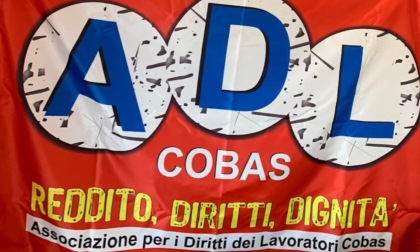 ADL
COBAS
REDDITO, DIRITTI, DIGNITA'
Associazione per i Diritti dei Lavoratori Cobas